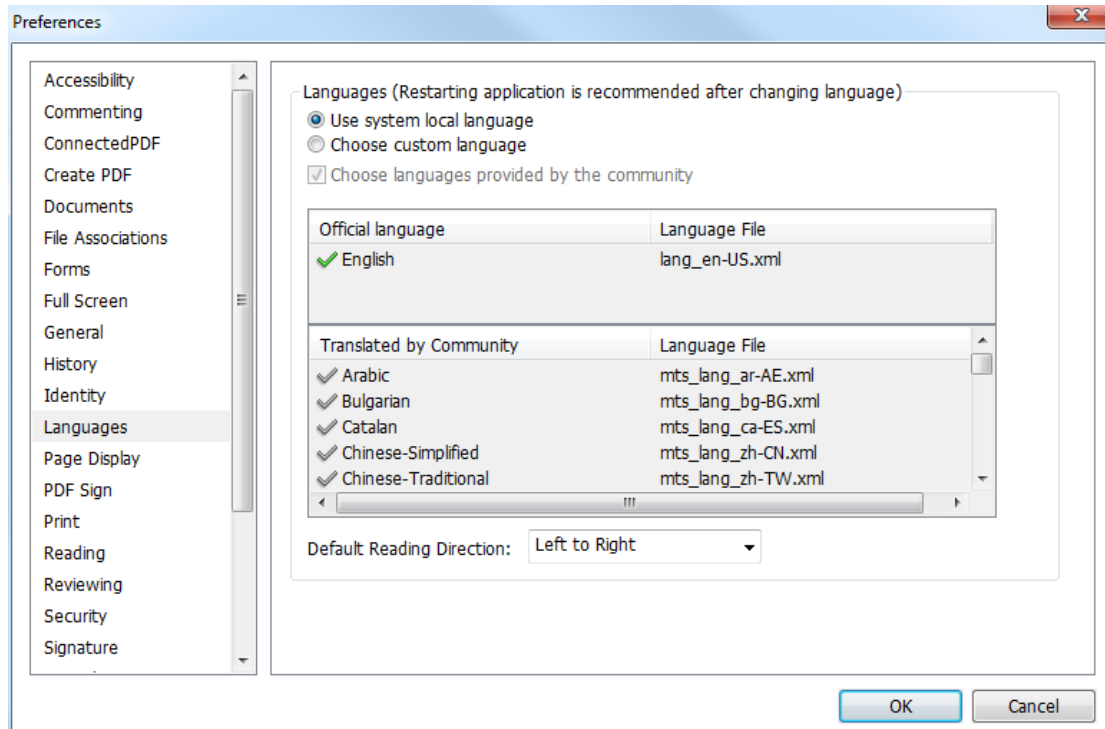 Preferences
Accessibility
Commenting
ConnectedPDF
Create PDF
Documents
File Associations
Forms
Full Screen
General
History
Identity
Languages
Page Display
PDF Sign
Print
Reading
Reviewing
Security
Signature
Languages (Restarting application is recommended after changing language)
Use system local language
Choose custom language
Choose languages provided by the community
Official language Language File
English lang_en-US.xml
Translated by Community Language File
Arabic mts_lang_ar-AE.xml
Bulgarian mts_lang_bg-BG.xml
Catalan mts_lang_ca-ES.xml
Chinese-Simplified mts_lang_zh-CN.xml
Chinese-Traditional mts_lang_zh-TW.xml
Default Reading Direction: Left to Right
OK Cancel